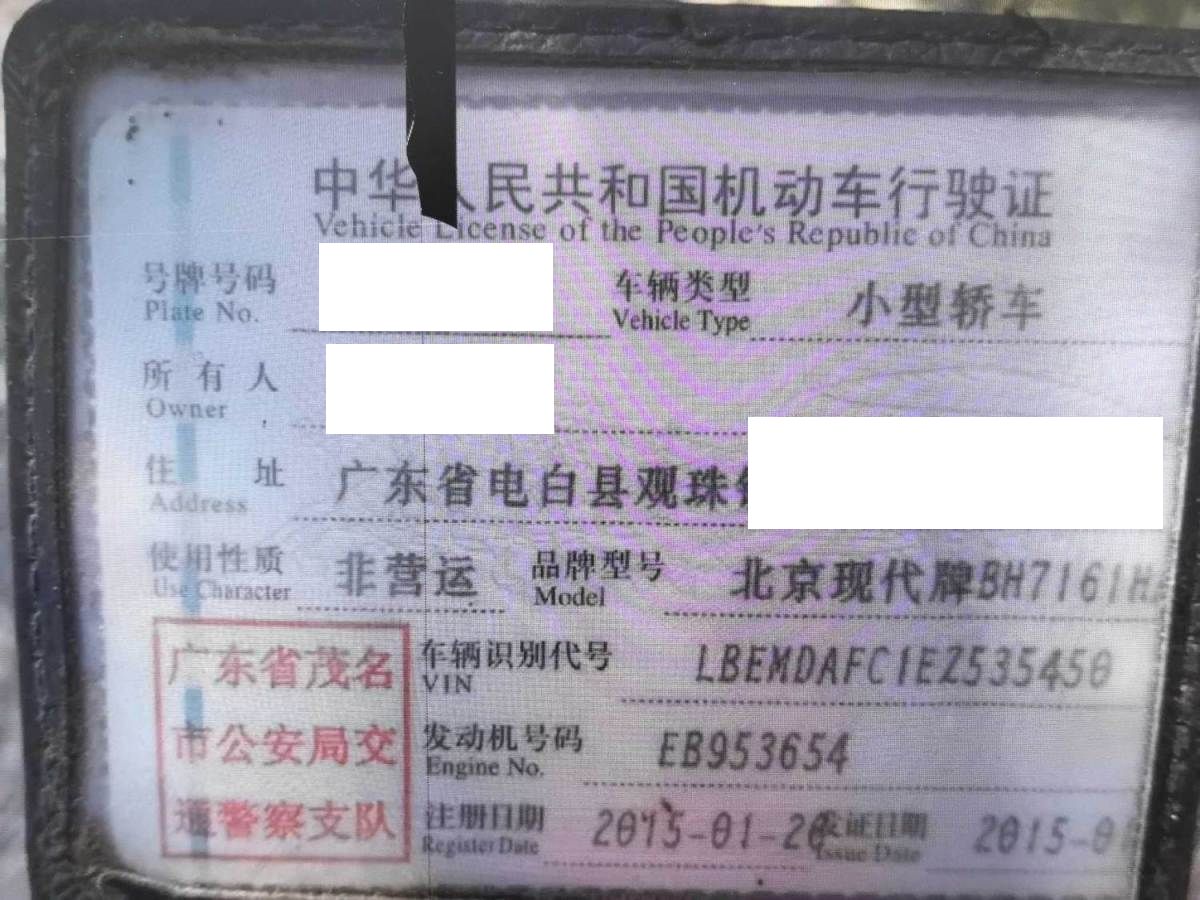 中华人民共和国机动车行驶证
Vehicle License of the People's Republic of China
号牌号码 车辆类型 小型轿车
Plate No. Vehicle Type
所有人
Owner
住址 广东省电白县观珠
Address
使用性质 非营运 品牌型号 北京现代牌BH7161H
Use Character Model
广东省茂名 车辆识别代号 LBEMDAFC1EZ535450
VIN
市公安局交 发动机号码 EB953654
Engine No.
通警察支队 注册日期 2015-01-20 发证日期 2015-0
Register Date Issue Date